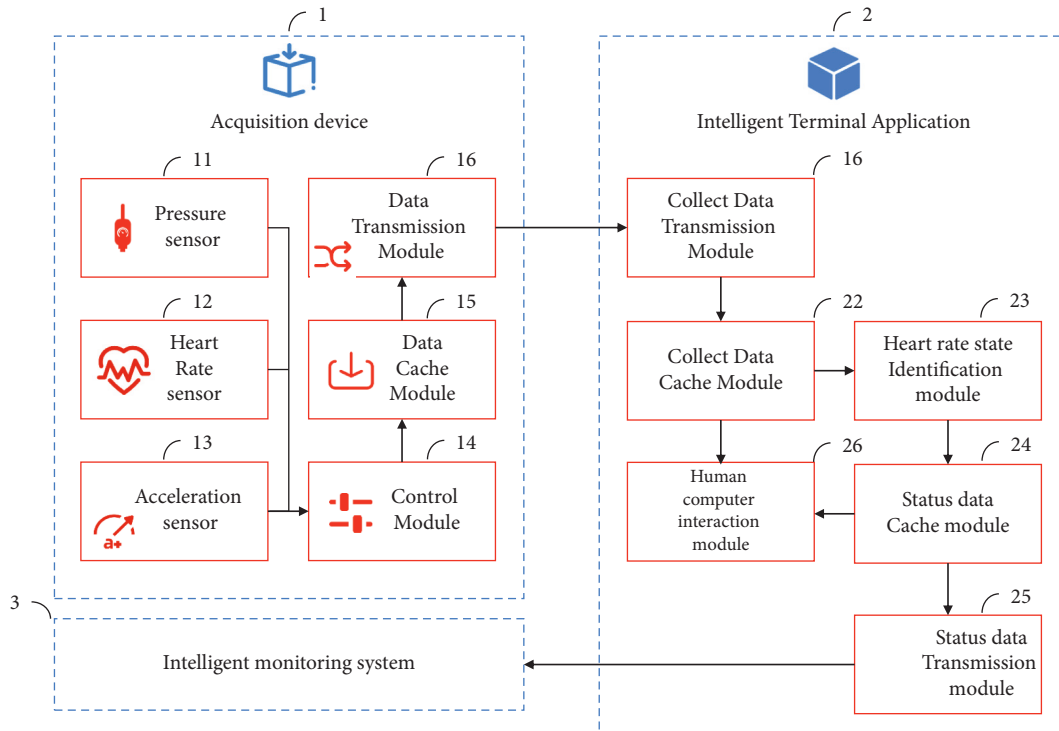 1
Acquisition device
11
Pressure
sensor
12
Heart
Rate
sensor
13
Acceleration
sensor
a+
16
Data
Transmission
Module
15
Data
Cache
Module
14
Control
Module
2
Intelligent Terminal Application
16
Collect Data
Transmission
Module
22
Collect Data
Cache Module
23
Heart rate state
Identification
module
26
Human
computer
interaction
module
24
Status data
Cache module
25
Status data
Transmission
module
3
Intelligent monitoring system